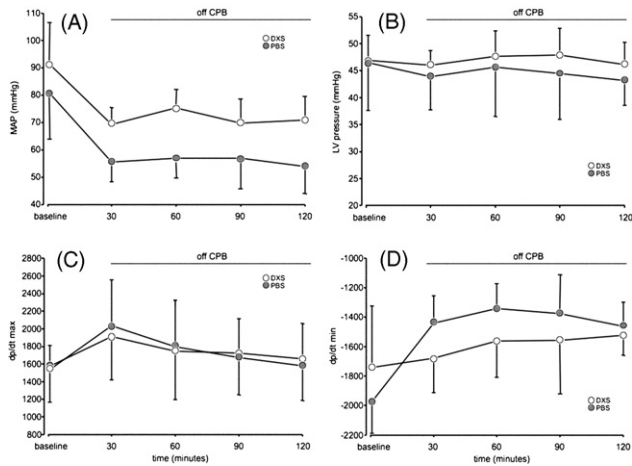 (A)
off CPB
DXS
PBS
MAP (mmHg)
110
100
90
80
70
60
50
40
baseline 30 60 90 120
(B)
off CPB
LV pressure (mmHg)
55
50
45
40
35
30
25
20
DXS
PBS
baseline 30 60 90 120
(C)
off CPB
DXS
PBS
dp/dt max
2800
2600
2400
2200
2000
1800
1600
1400
1200
1000
800
baseline 30 60 90 120
time (minutes)
(D)
off CPB
dp/dt min
-1000
-1200
-1400
-1600
-1800
-2000
-2200
DXS
PBS
baseline 30 60 90 120
time (minutes)